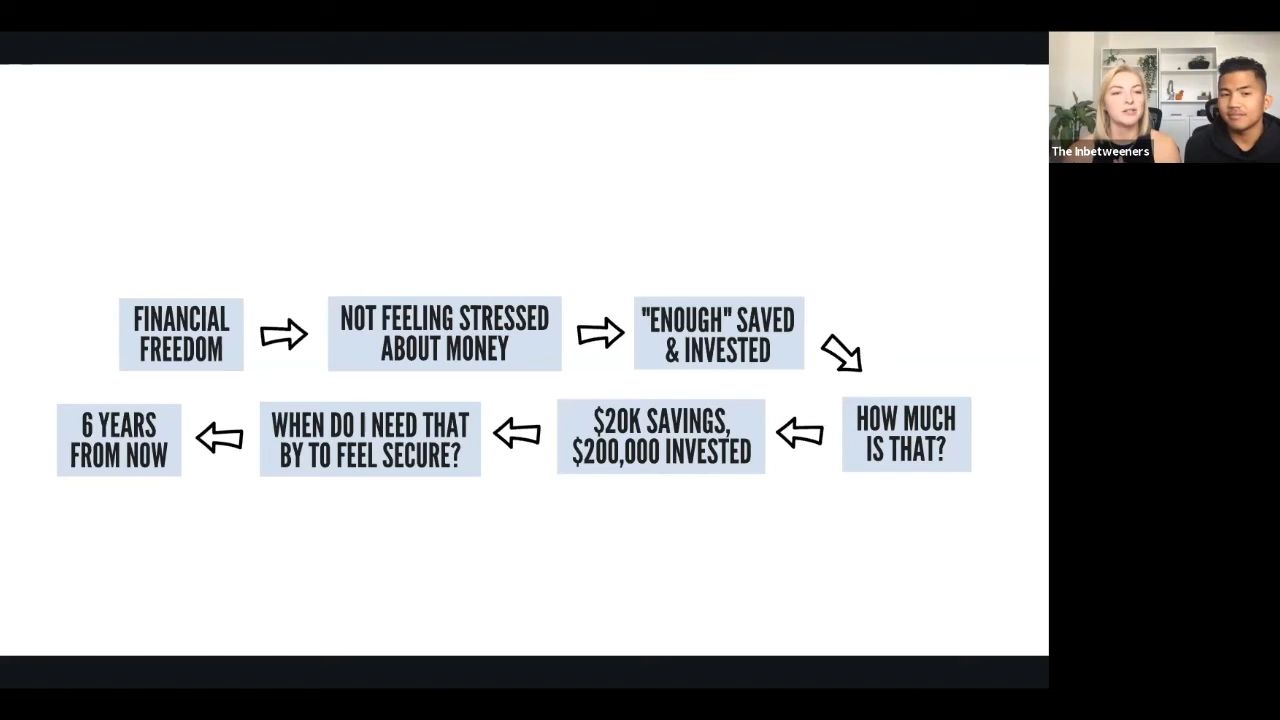 FINANCIAL
FREEDOM
NOT FEELING STRESSED
ABOUT MONEY
"ENOUGH" SAVED
& INVESTED
HOW MUCH
IS THAT?
$20K SAVINGS,
$200,000 INVESTED
WHEN DO I NEED THAT
BY TO FEEL SECURE?
6 YEARS
FROM NOW
The Inbetweeners